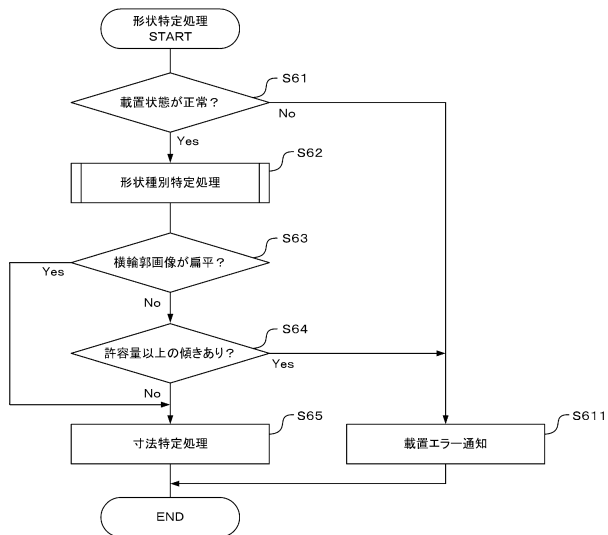 形状特定処理
START
S61
載置状態が正常？
No
Yes
S62
形状種別特定処理
S63
横輪郭画像が扁平？
Yes
No
S64
許容量以上の傾きあり？
Yes
No
S65
寸法特定処理
S611
載置エラー通知
END